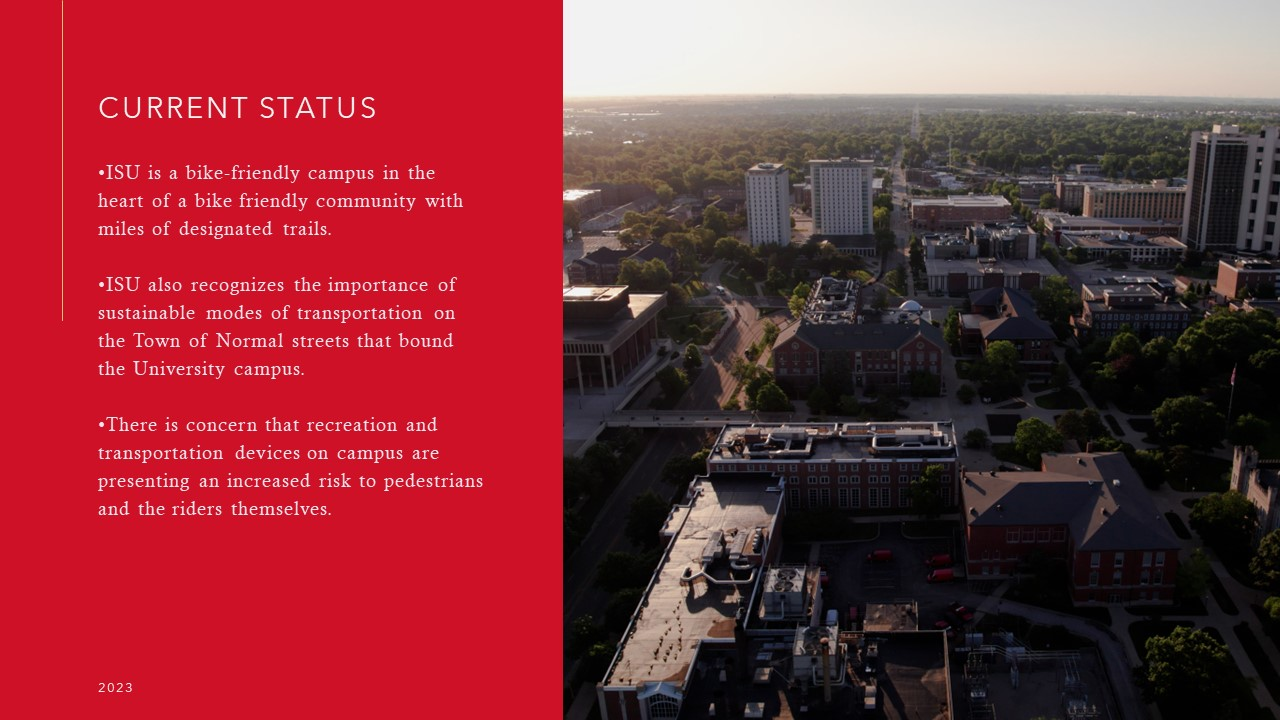 CURRENT STATUS
•ISU is a bike-friendly campus in the
heart of a bike friendly community with
miles of designated trails.
•ISU also recognizes the importance of
sustainable modes of transportation on
the Town of Normal streets that bound
the University campus.
•There is concern that recreation and
transportation devices on campus are
presenting an increased risk to pedestrians
and the riders themselves.
2023